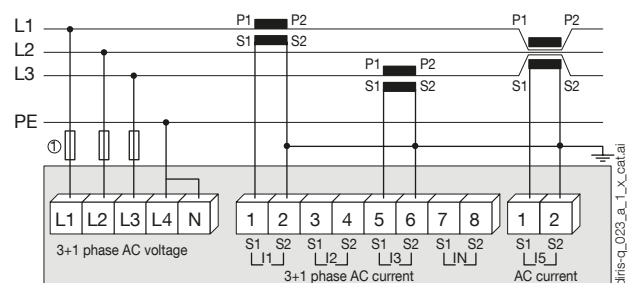 L1 P1 P2 P1 P2
S1 S2
L2
L3 P1 P2
S1 S2 S1 S2
PE
①
L1 L2 L3 L4 N 1 2 3 4 5 6 7 8 1 2
S1 S2 S1 S2 S1 S2 S1 S2 S1 S2
I1 I2 I3 IN I5
3+1 phase AC voltage
3+1 phase AC current AC current
diris-q_023_a_1_x_cat.ai